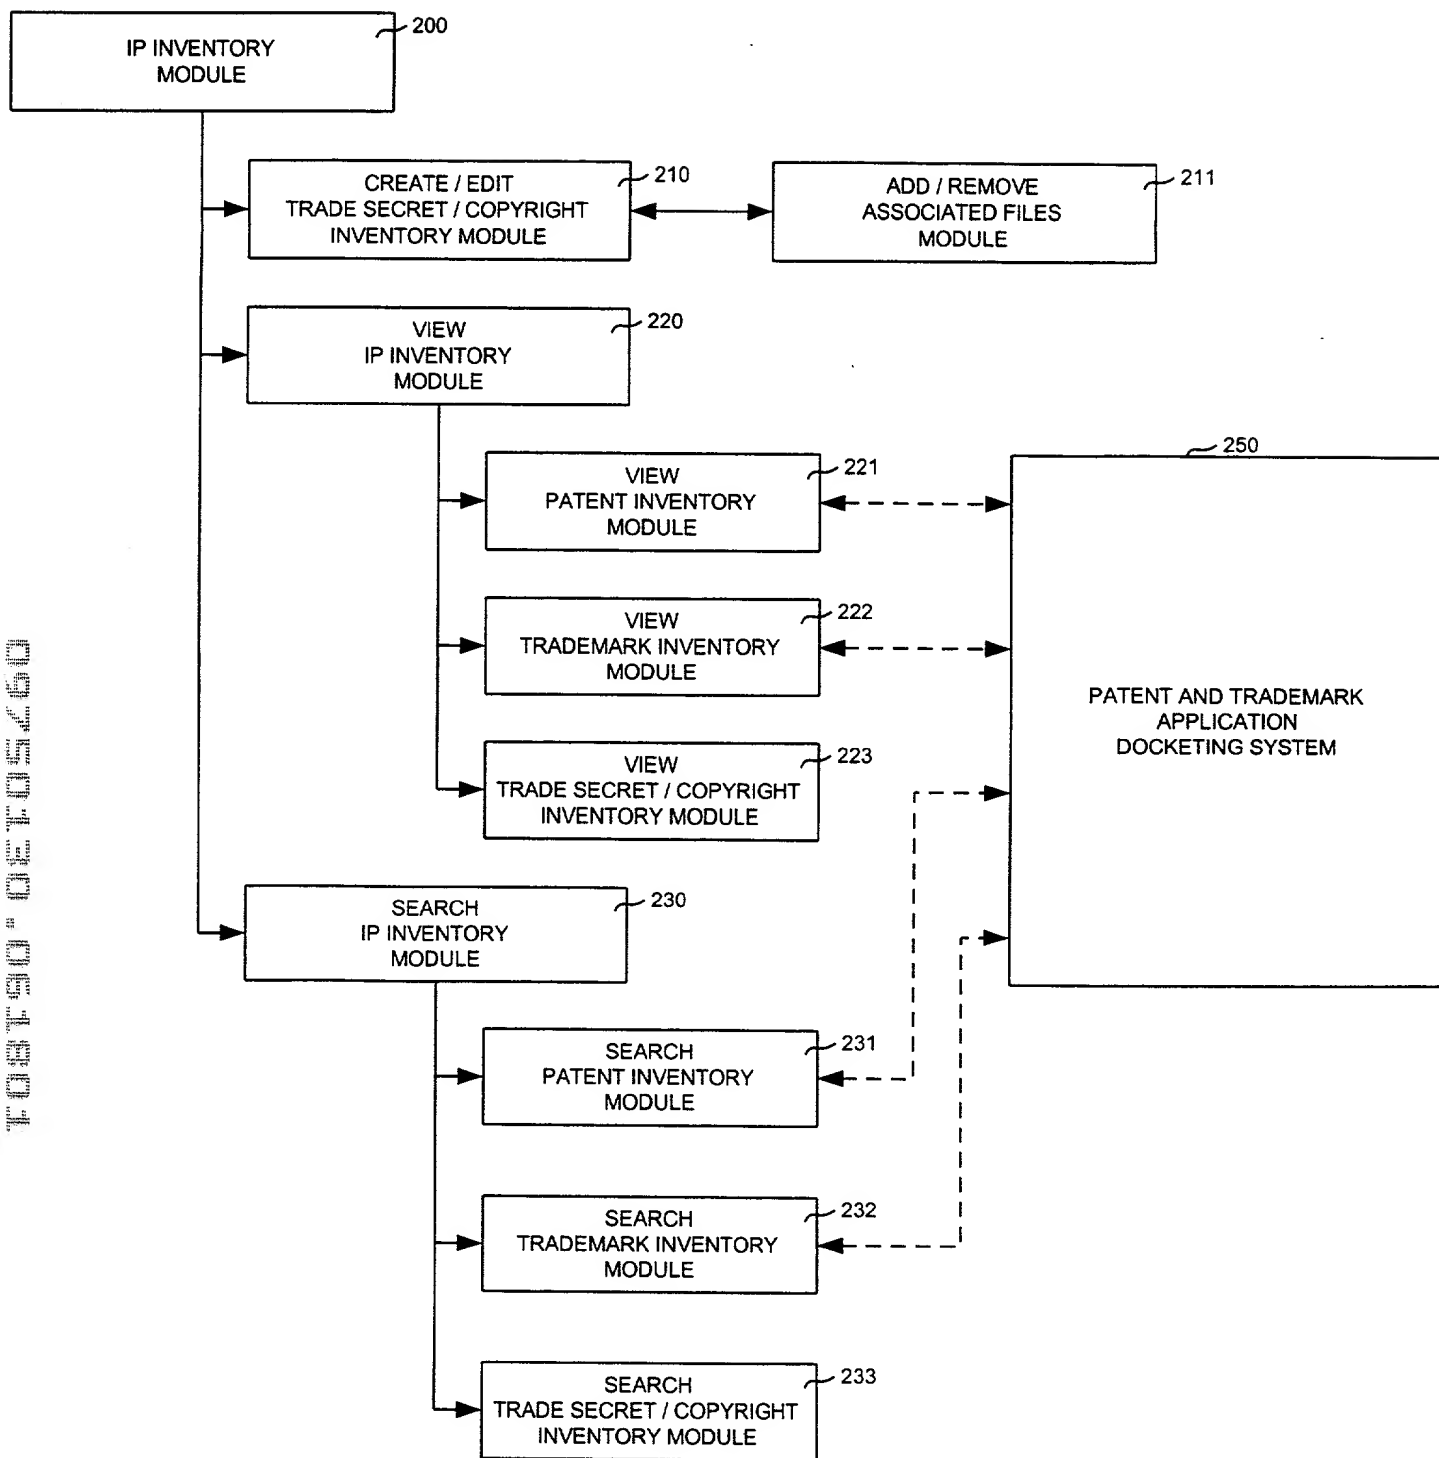 200
IP INVENTORY
MODULE
210
CREATE / EDIT
TRADE SECRET / COPYRIGHT
INVENTORY MODULE
211
ADD / REMOVE
ASSOCIATED FILES
MODULE
220
VIEW
IP INVENTORY
MODULE
221
VIEW
PATENT INVENTORY
MODULE
250
PATENT AND TRADEMARK
APPLICATION
DOCKETING SYSTEM
222
VIEW
TRADEMARK INVENTORY
MODULE
223
VIEW
TRADE SECRET / COPYRIGHT
INVENTORY MODULE
230
SEARCH
IP INVENTORY
MODULE
231
SEARCH
PATENT INVENTORY
MODULE
232
SEARCH
TRADEMARK INVENTORY
MODULE
233
SEARCH
TRADE SECRET / COPYRIGHT
INVENTORY MODULE